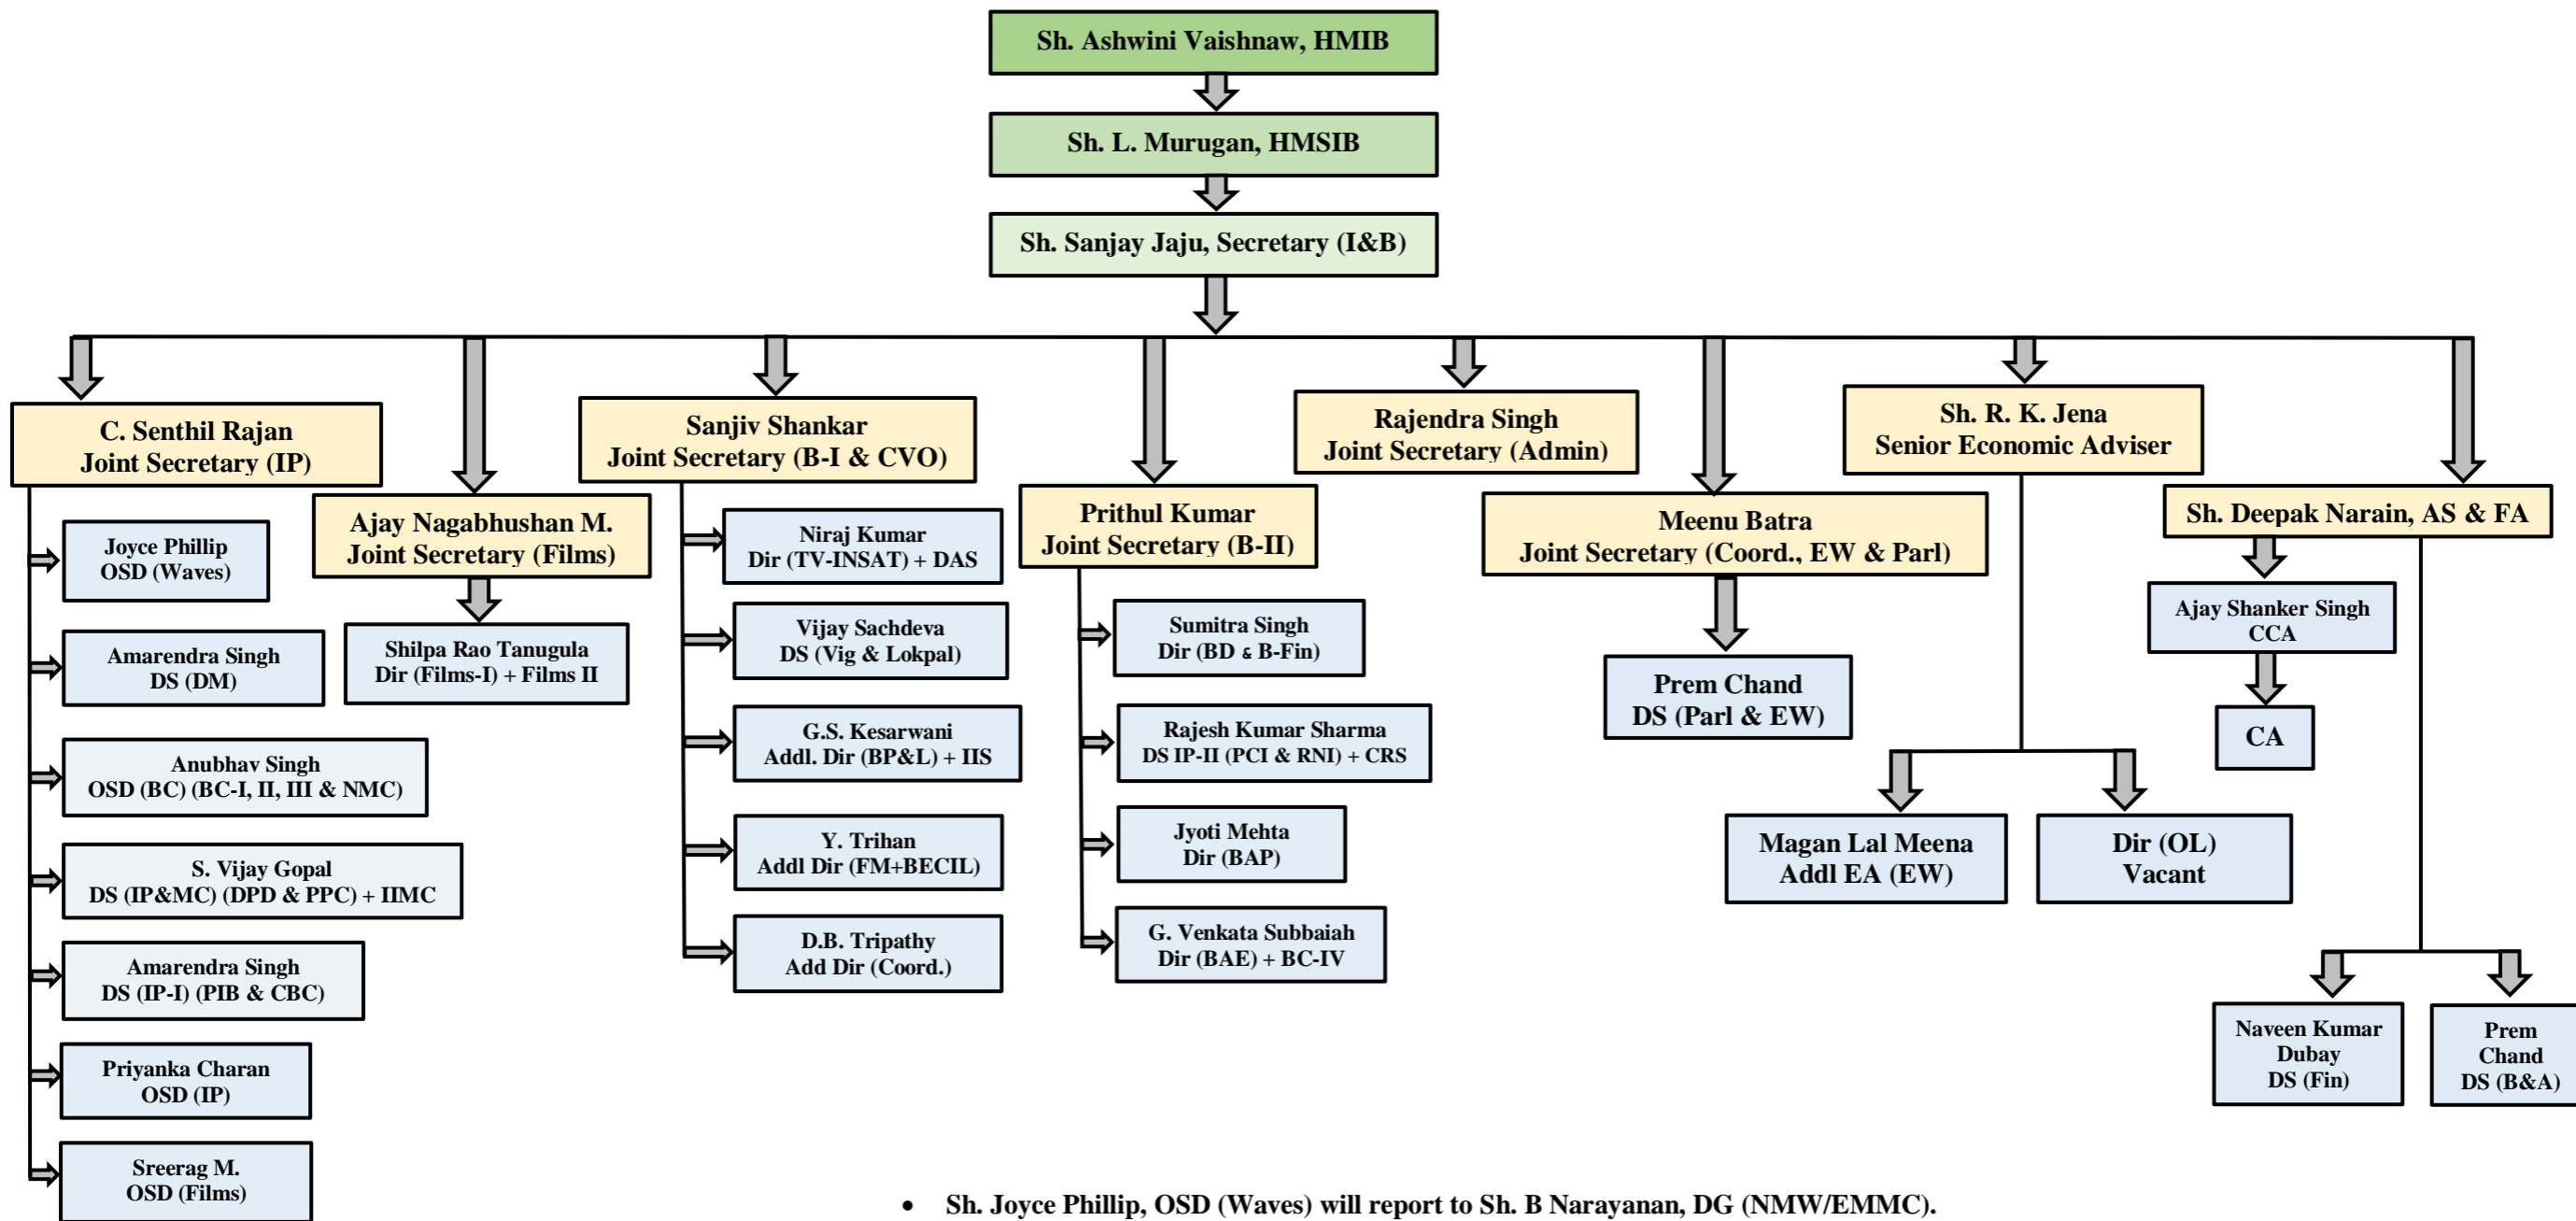 Sh. Ashwini Vaishnaw, HMIB
Sh. L. Murugan, HMSIB
Sh. Sanjay Jaju, Secretary (I&B)
C. Senthil Rajan
Joint Secretary (IP)
Joyce Phillip
OSD (Waves)
Amarendra Singh
DS (DM)
Anubhav Singh
OSD (BC) (BC-I, II, III & NMC)
S. Vijay Gopal
DS (IP&MC) (DPD & PPC) + IIMC
Amarendra Singh
DS (IP-I) (PIB & CBC)
Priyanka Charan
OSD (IP)
Sreerag M.
OSD (Films)
Ajay Nagabhushan M.
Joint Secretary (Films)
Shilpa Rao Tanugula
Dir (Films-I) + Films II
Sanjiv Shankar
Joint Secretary (B-I & CVO)
Niraj Kumar
Dir (TV-INSAT) + DAS
Vijay Sachdeva
DS (Vig & Lokpal)
G.S. Kesarwani
Addl. Dir (BP&L) + IIS
Y. Trihan
Addl Dir (FM+BECIL)
D.B. Tripathy
Add Dir (Coord.)
Prithul Kumar
Joint Secretary (B-II)
Sumitra Singh
Dir (BD & B-Fin)
Rajesh Kumar Sharma
DS IP-II (PCI & RNI) + CRS
Jyoti Mehta
Dir (BAP)
G. Venkata Subbaiah
Dir (BAE) + BC-IV
Rajendra Singh
Joint Secretary (Admin)
Meenu Batra
Joint Secretary (Coord., EW & Parl)
Prem Chand
DS (Parl & EW)
Sh. R. K. Jena
Senior Economic Adviser
Magan Lal Meena
Addl EA (EW)
Dir (OL)
Vacant
Sh. Deepak Narain, AS & FA
Ajay Shanker Singh
CCA
CA
Naveen Kumar
Dubay
DS (Fin)
Prem
Chand
DS (B&A)
• Sh. Joyce Phillip, OSD (Waves) will report to Sh. B Narayanan, DG (NMW/EMMC).